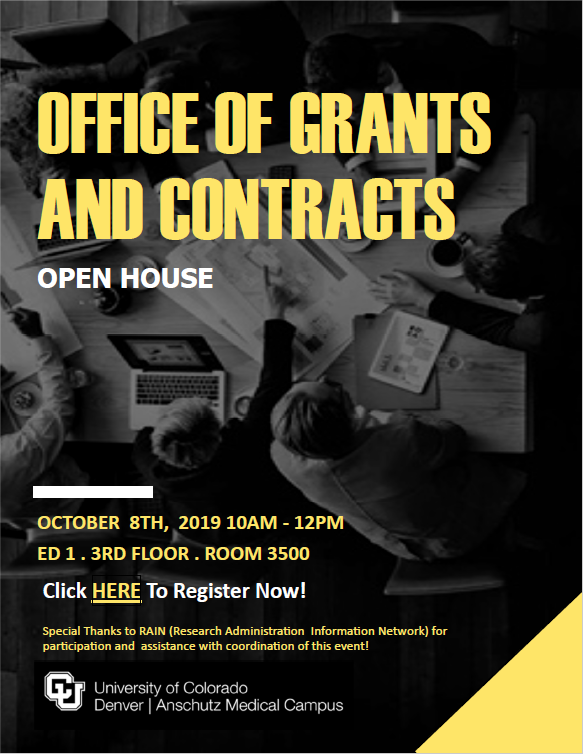 OFFICE OF GRANTS
AND CONTRACTS
OPEN HOUSE
OCTOBER 8TH, 2019 10AM - 12PM
ED 1 . 3RD FLOOR . ROOM 3500
Click HERE To Register Now!
Special Thanks to RAIN (Research Administration Information Network) for
participation and assistance with coordination of this event!
University of Colorado
Denver | Anschutz Medical Campus